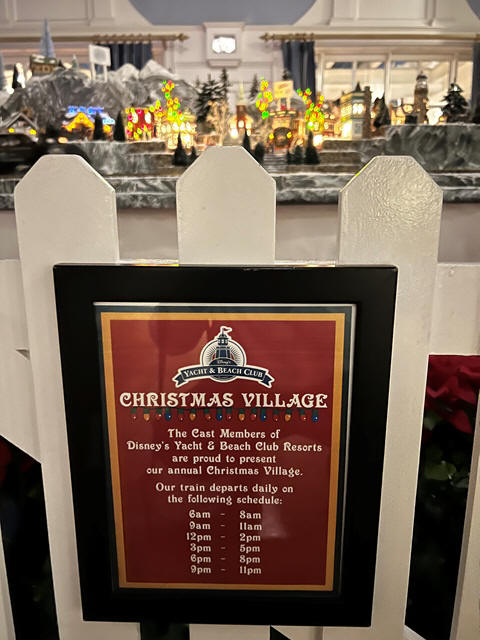 Disney's
YACHT & BEACH CLUB
CHRISTMAS VILLAGE
The Cast Members of
Disney's Yacht & Beach Club Resorts
are proud to present
our annual Christmas Village.
Our train departs daily on
the following schedule:
6am - 8am
9am - 11am
12pm - 2pm
3pm - 5pm
6pm - 8pm
9pm - 11pm